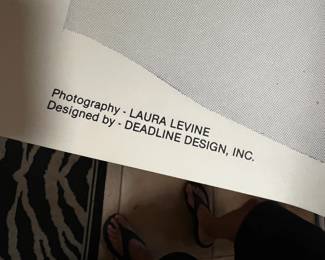 Photography - LAURA LEVINE
Designed by - DEADLINE DESIGN, INC.